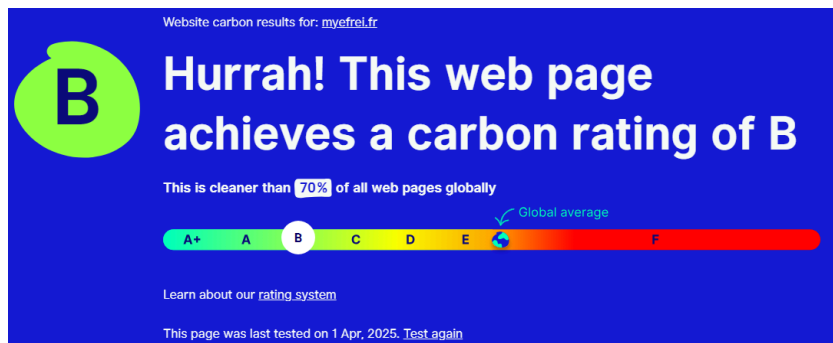 Website carbon results for: myefrei.fr
B
Hurrah! This web page
achieves a carbon rating of B
This is cleaner than 70% of all web pages globally
Global average
A+ A B C D E F
Learn about our rating system
This page was last tested on 1 Apr, 2025. Test again